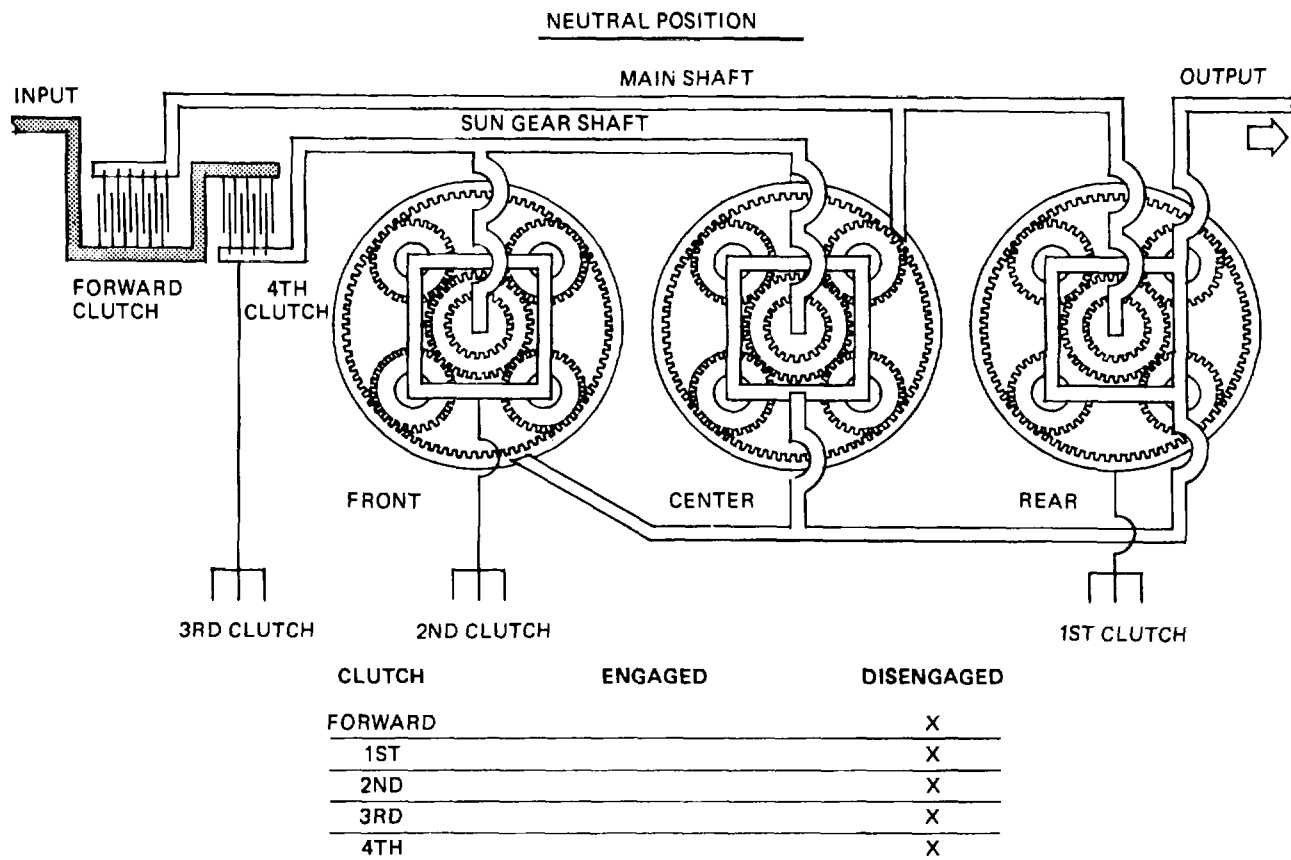 NEUTRAL POSITION
MAIN SHAFT
OUTPUT
INPUT
SUN GEAR SHAFT
FORWARD
CLUTCH
4TH
CLUTCH
FRONT
CENTER
REAR
3RD CLUTCH
2ND CLUTCH
1ST CLUTCH
CLUTCH ENGAGED DISENGAGED
FORWARD X
1ST X
2ND X
3RD X
4TH X